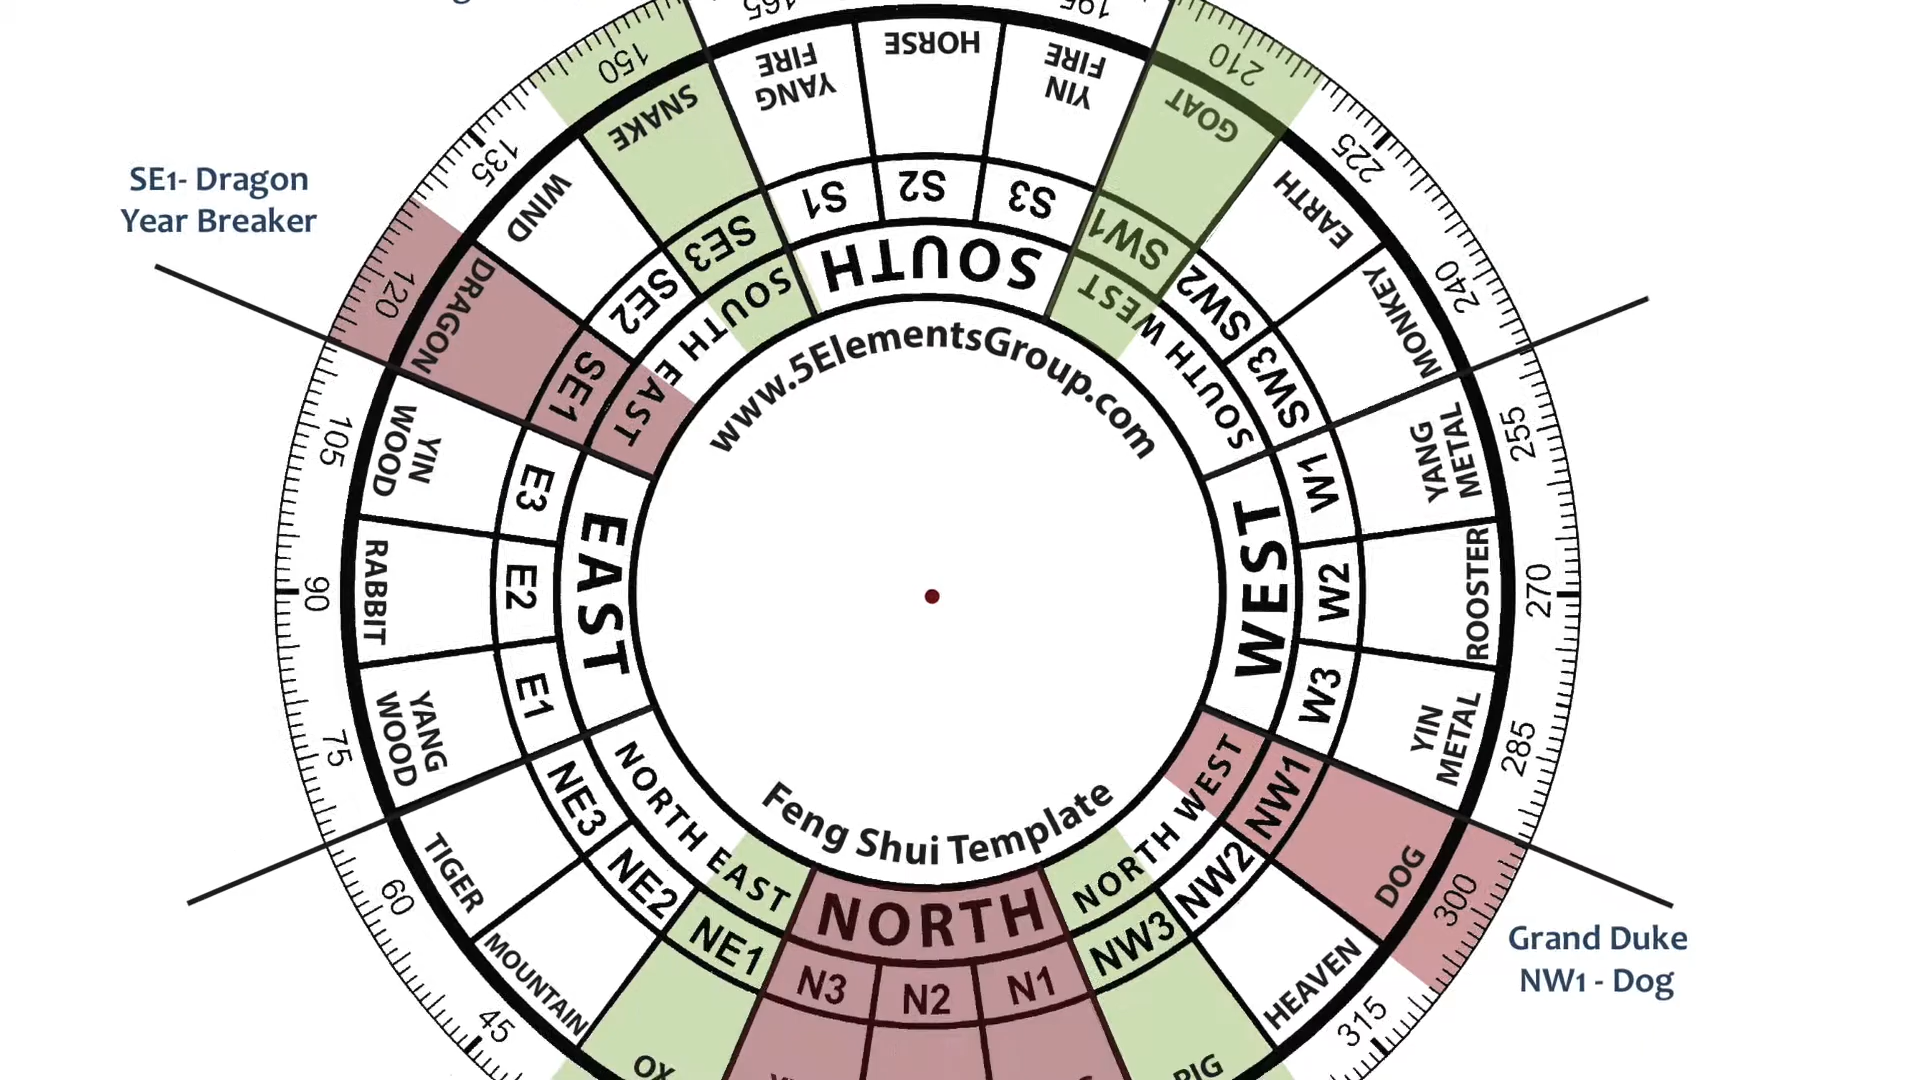 165
195
150
SNAKE
YANG
FIRE
HORSE
YIN
FIRE
GOAT
210
135
WIND
SE3
S1
S2
S3
SW1
EARTH
225
SE1- Dragon
Year Breaker
120
DRAGON
SE2
SE1
SOUTH EAST
SOUTH
SOUTH WEST
SW2
SW3
MONKEY
240
www.5ElementsGroup.com
105
YIN
WOOD
E3
W1
YANG
METAL
255
90
RABBIT
E2
EAST
WEST
W2
ROOSTER
270
75
YANG
WOOD
E1
W3
YIN
METAL
285
Feng Shui Template
NORTH EAST
NORTH
NORTH WEST
NE3
NE2
NE1
N3
N2
N1
NW3
NW2
NW1
TIGER
60
MOUNTAIN
45
OX
PIG
HEAVEN
315
DOG
300
Grand Duke
NW1 - Dog